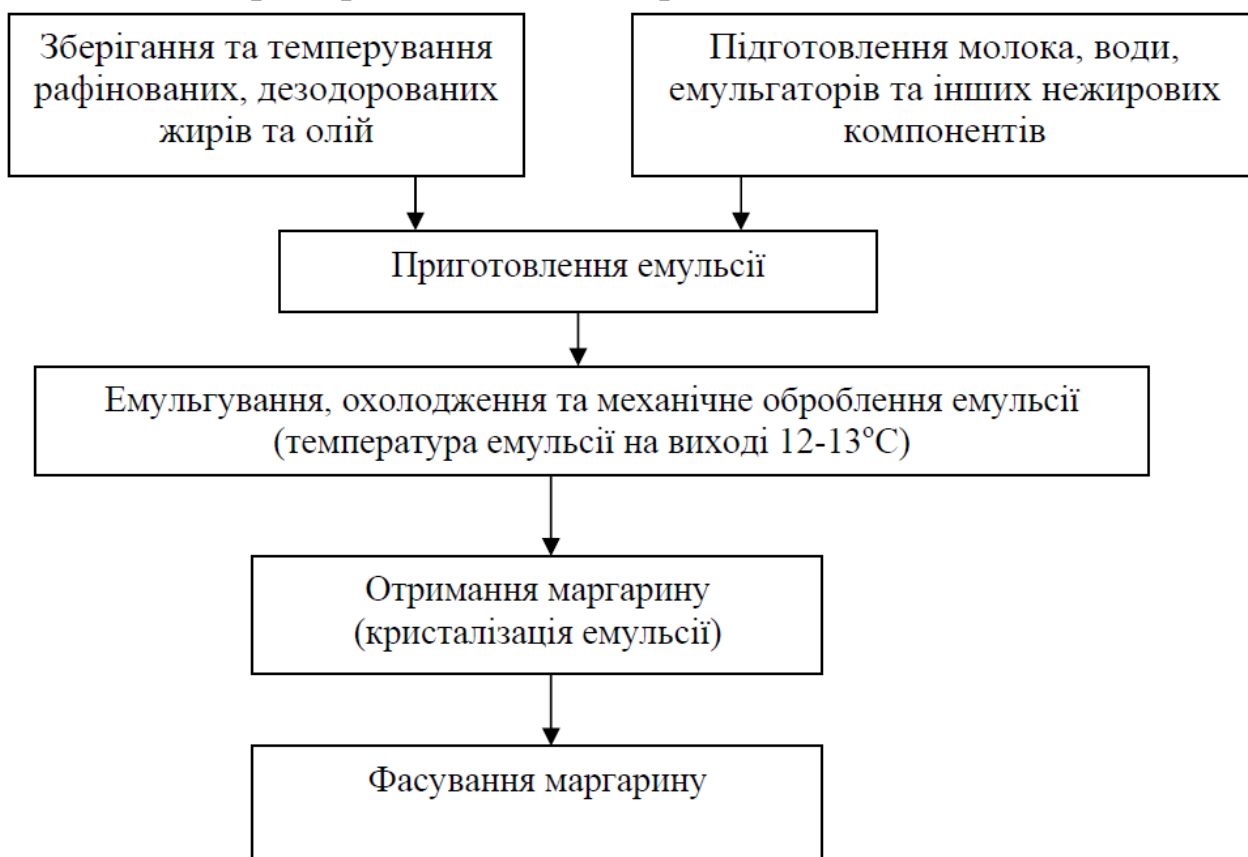 Зберігання та темперування
рафінованих, дезодорованих
жирів та олій
Підготовлення молока, води,
емульгаторів та інших нежирових
компонентів
Приготовлення емульсії
Емульгування, охолодження та механічне оброблення емульсії
(температура емульсії на виході 12-13°С)
Отримання маргарину
(кристалізація емульсії)
Фасування маргарину